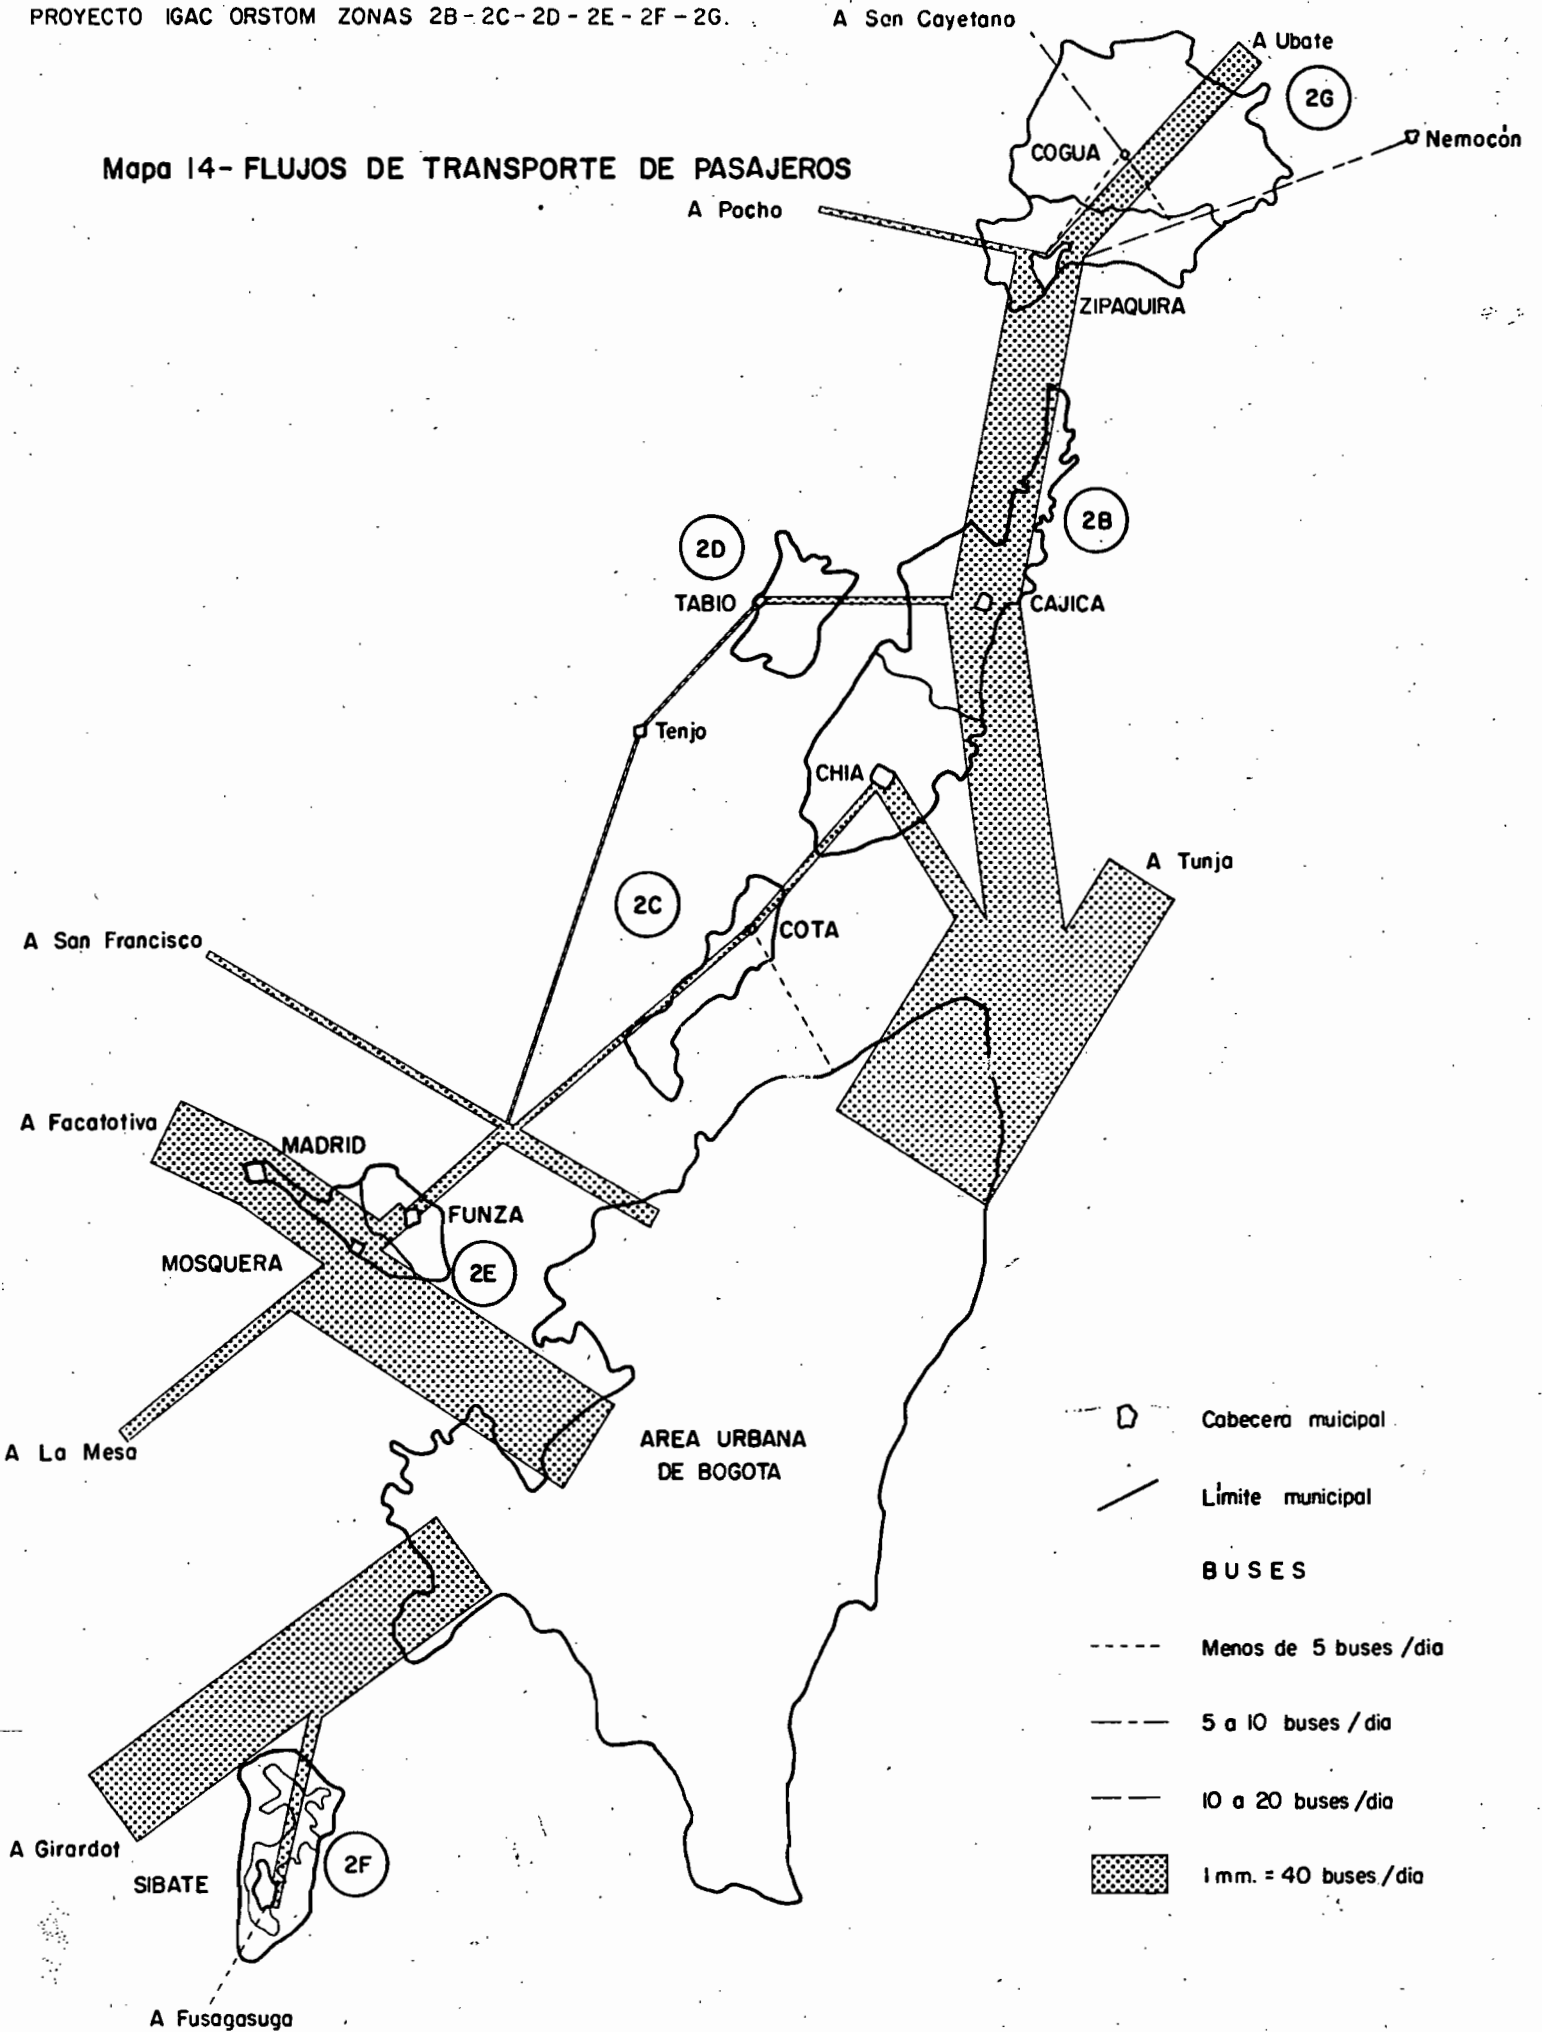 PROYECTO IGAC ORSTOM ZONAS 2B - 2C - 2D - 2E - 2F - 2G.
A San Cayetano
A Ubate
2G
Nemocón
COGUA
Mapa 14- FLUJOS DE TRANSPORTE DE PASAJEROS
A Pacho
ZIPAQUIRA
2B
2D
TABIO
CAJICA
Tenjo
CHIA
A Tunja
2C
COTA
A San Francisco
A Facatativa
MADRID
FUNZA
MOSQUERA
2E
A La Mesa
AREA URBANA
DE BOGOTA
Cabecera muicipal
Límite municipal
BUSES
Menos de 5 buses /dia
5 a 10 buses /dia
10 a 20 buses /dia
1 mm. = 40 buses /dia
A Girardot
SIBATE
2F
A Fusagasuga